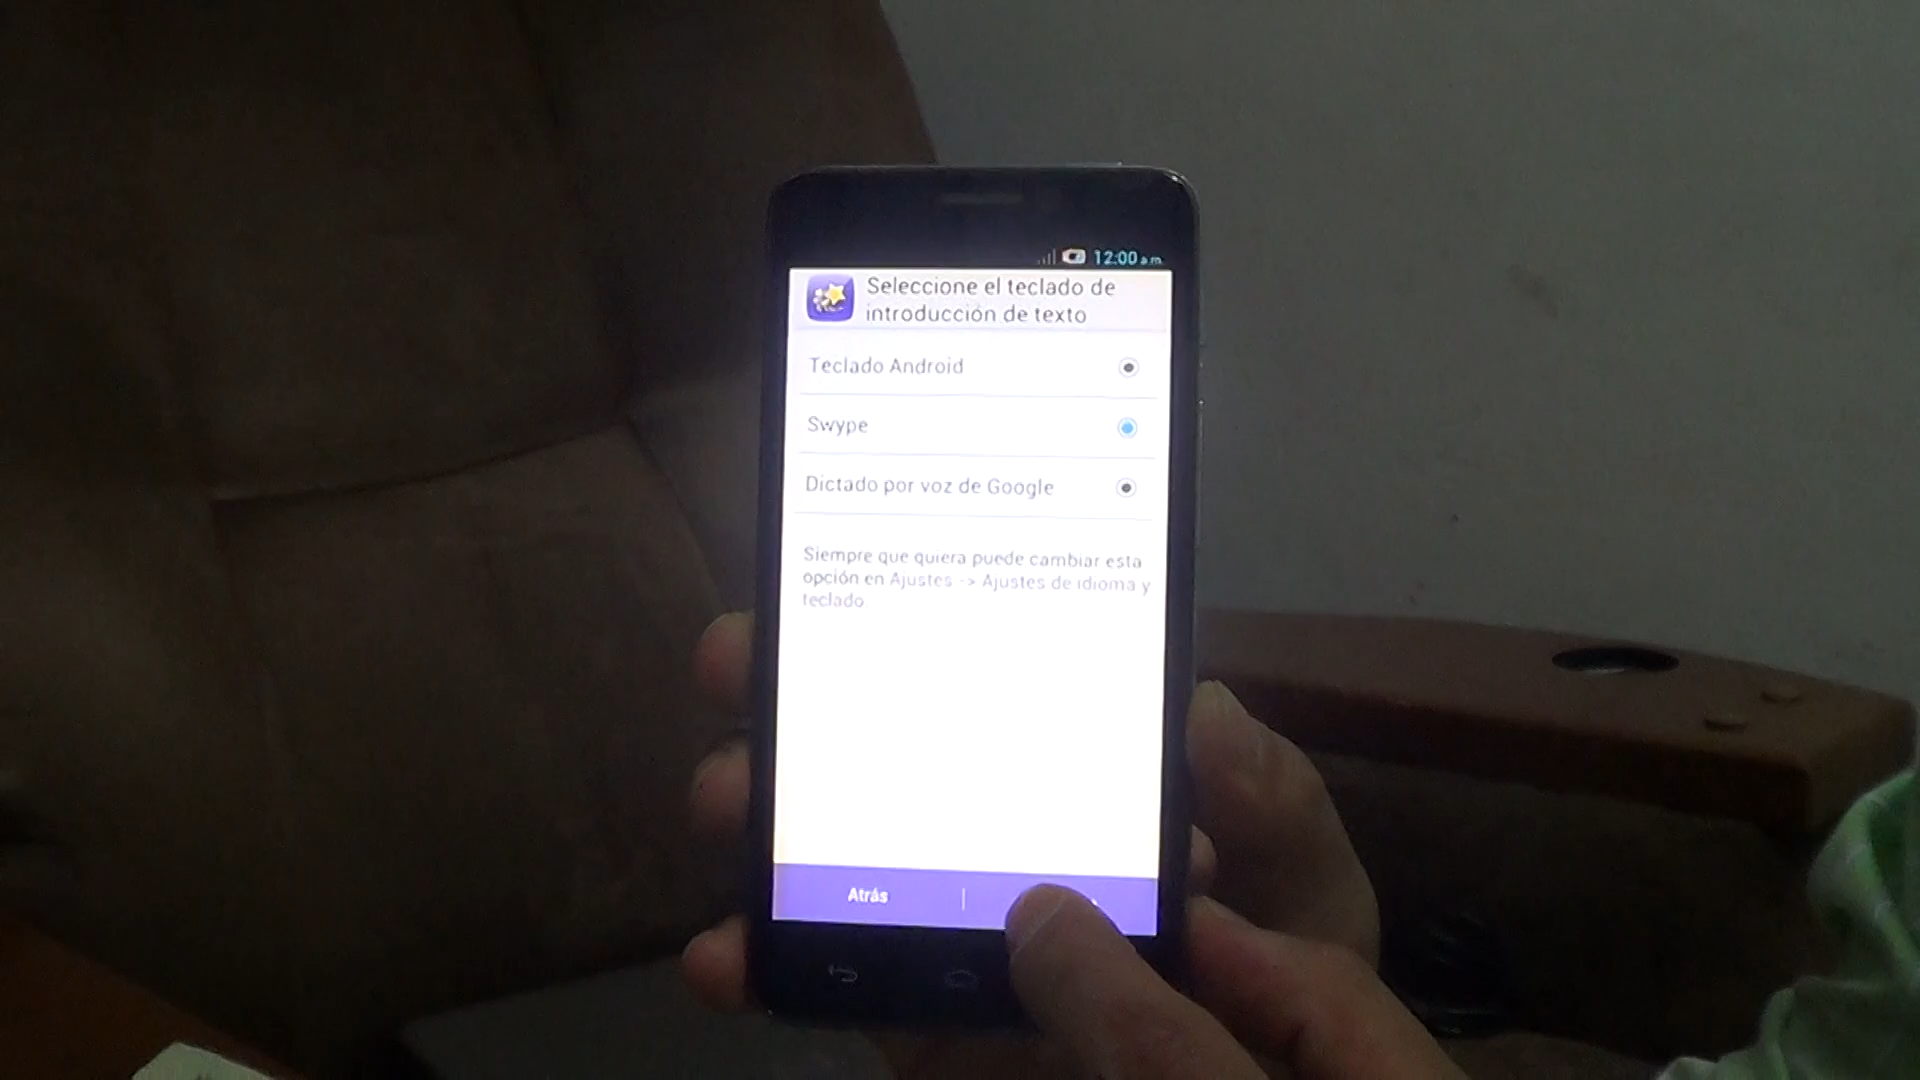 12:00 a.m.
Seleccione el teclado de
introducción de texto
Teclado Android
Swype
Dictado por voz de Google
Siempre que quiera puede cambiar esta
opción en Ajustes -> Ajustes de idioma y
teclado
Atrás